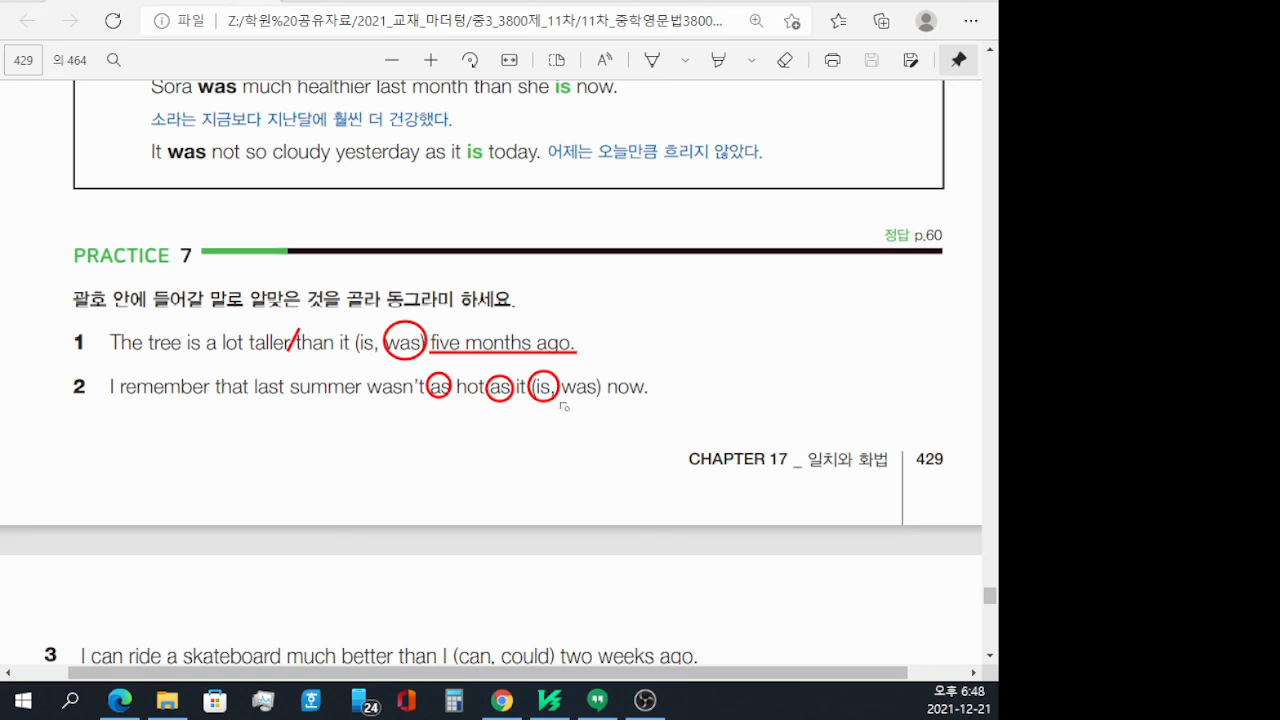 파일
Z:/학원%20공유자료/2021_교재_마더텅/중3_3800제_11차/11차_중학영문법3800...
429 의 464
Sora was much healthier last month than she is now.
소라는 지금보다 지난달에 훨씬 더 건강했다.
It was not so cloudy yesterday as it is today. 어제는 오늘만큼 흐리지 않았다.
정답 p.60
PRACTICE 7
괄호 안에 들어갈 말로 알맞은 것을 골라 동그라미 하세요.
1 The tree is a lot taller than it (is, was) five months ago.
2 I remember that last summer wasn't as hot as it (is, was) now.
CHAPTER 17 _ 일치와 화법 429
3 I can ride a skateboard much better than I (can, could) two weeks ago.
24
오후 6:48
2021-12-21